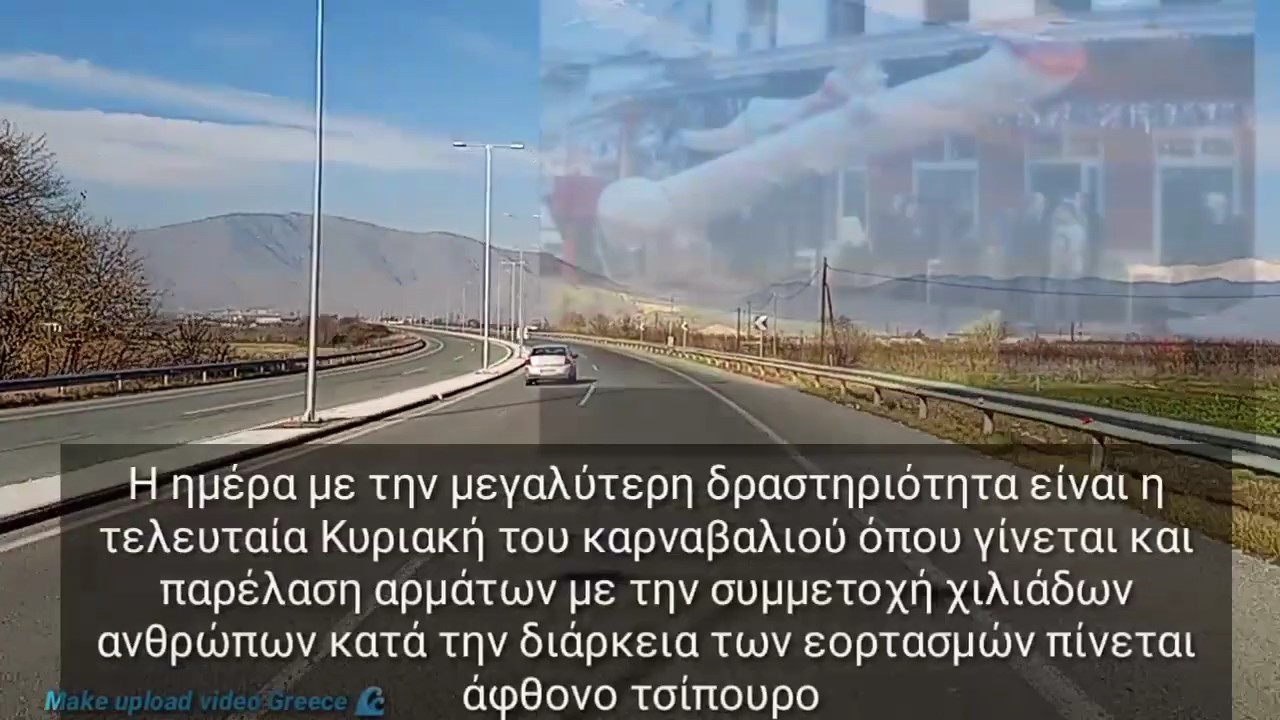 Η ημέρα με την μεγαλύτερη δραστηριότητα είναι η
τελευταία Κυριακή του καρναβαλιού όπου γίνεται και
παρέλαση αρμάτων με την συμμετοχή χιλιάδων
ανθρώπων κατά την διάρκεια των εορτασμών πίνεται
άφθονο τσίπουρο
Make upload video Greece